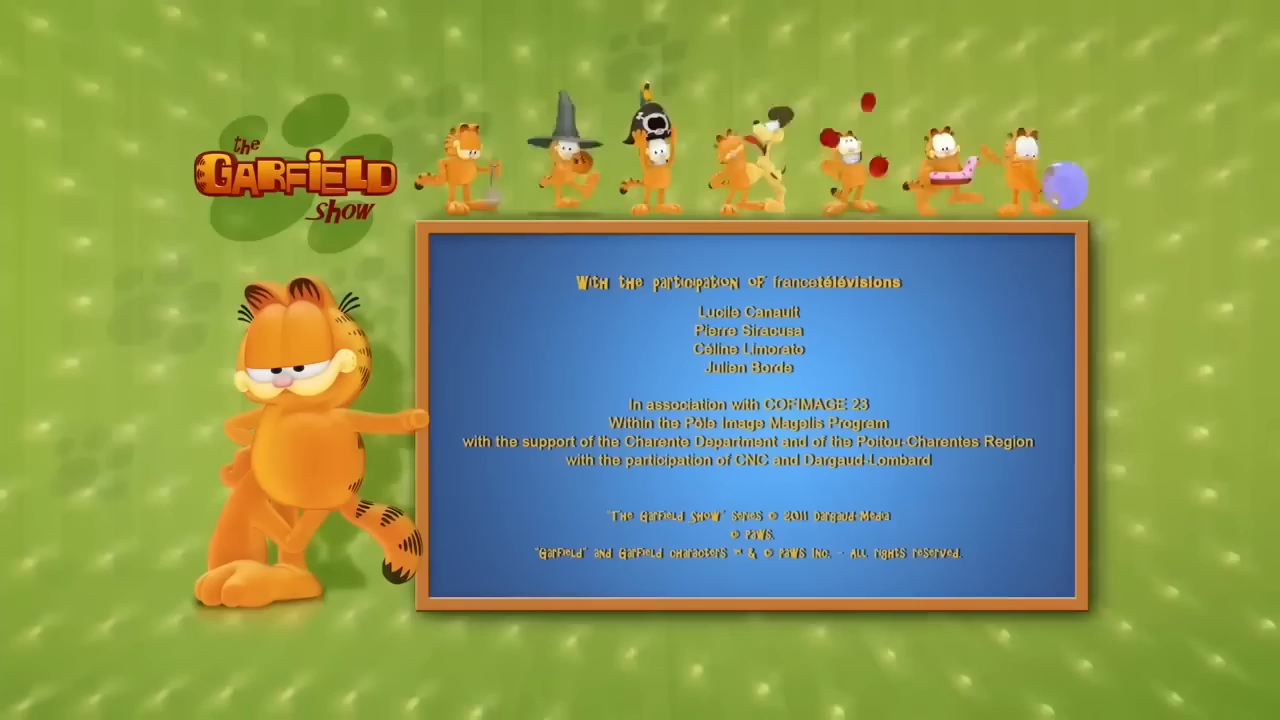 the
GARFIELD
show
With the participation of francetélévisions
Lucile Canault
Pierre Siracusa
Céline Limorato
Julien Borde
In association with COFIMAGE 23
Within the Pôle Image Magelis Program
with the support of the Charente Department and of the Poitou-Charentes Region
with the participation of CNC and Dargaud-Lombard
"The Garfield Show" series © 2011 Dargaud Media
© PAWS.
"Garfield" and Garfield characters ™ & © PAWS INC. - All rights reserved.